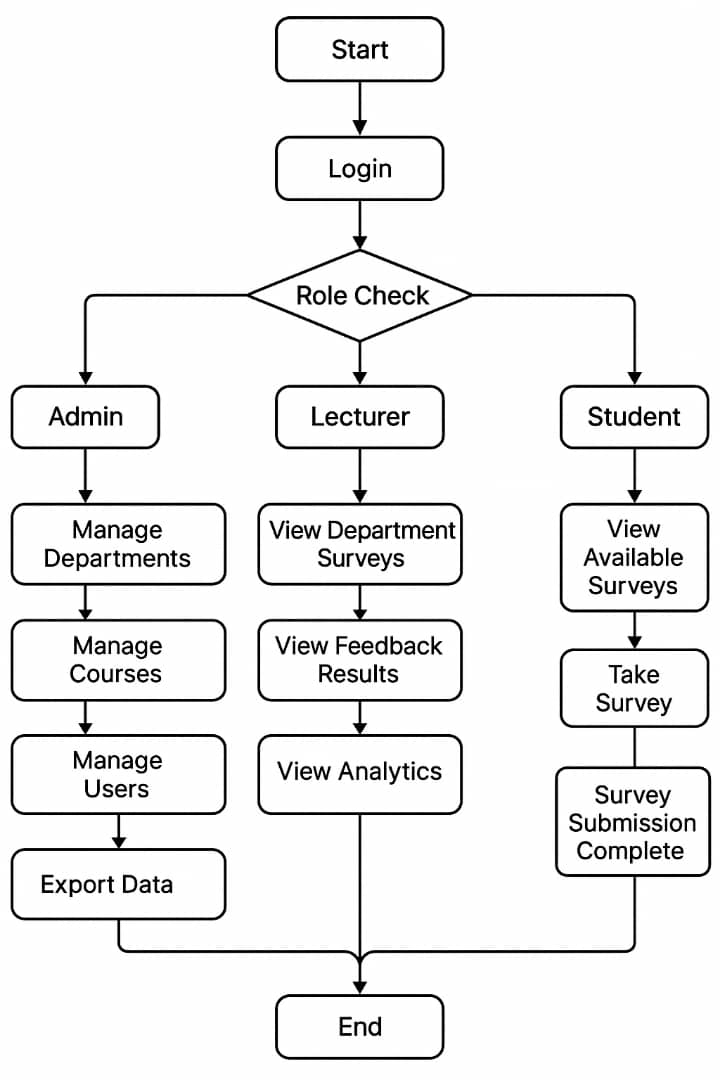 Start
Login
Role Check
Admin
Lecturer
Student
Manage
Departments
View Department
Surveys
View
Available
Surveys
Manage
Courses
View Feedback
Results
Take
Survey
Manage
Users
View Analytics
Survey
Submission
Complete
Export Data
End